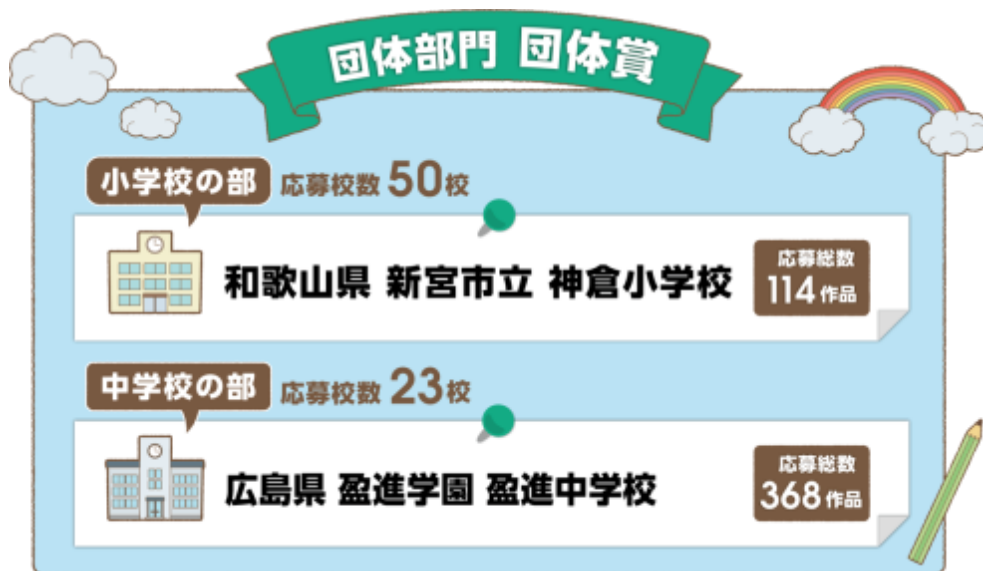 団体部門 団体賞
小学校の部 応募校数 50校
和歌山県 新宮市立 神倉小学校
応募総数
114作品
中学校の部 応募校数 23校
広島県 盈進学園 盈進中学校
応募総数
368作品